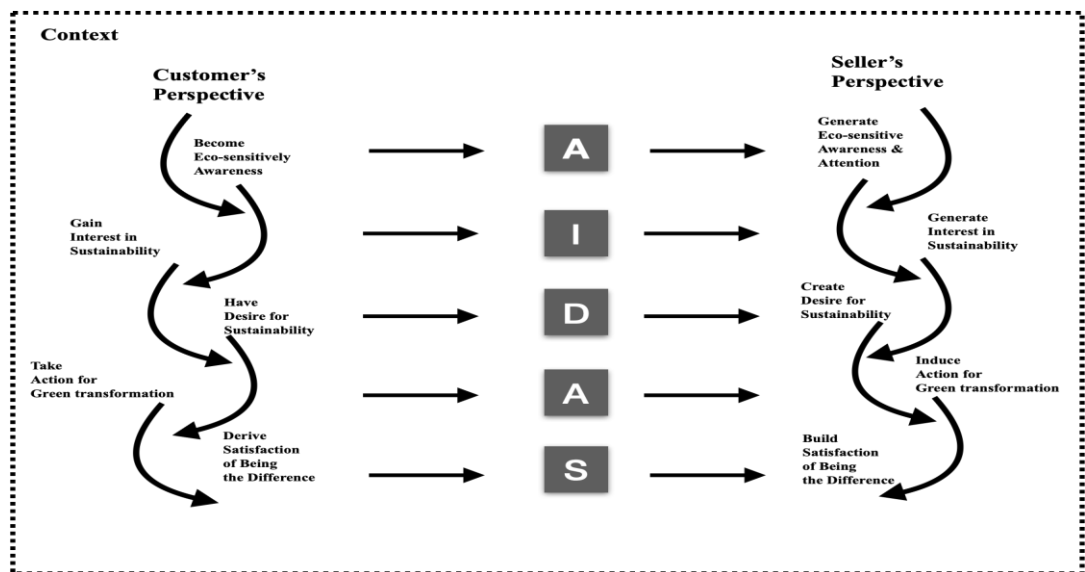 Context
Customer's
Perspective
Seller's
Perspective
Become
Eco-sensitively
Awareness
A
Generate
Eco-sensitive
Awareness &
Attention
Gain
Interest in
Sustainability
I
Generate
Interest in
Sustainability
Have
Desire for
Sustainability
D
Create
Desire for
Sustainability
Take
Action for
Green transformation
A
Induce
Action for
Green transformation
Derive
Satisfaction
of Being
the Difference
S
Build
Satisfaction
of Being
the Difference